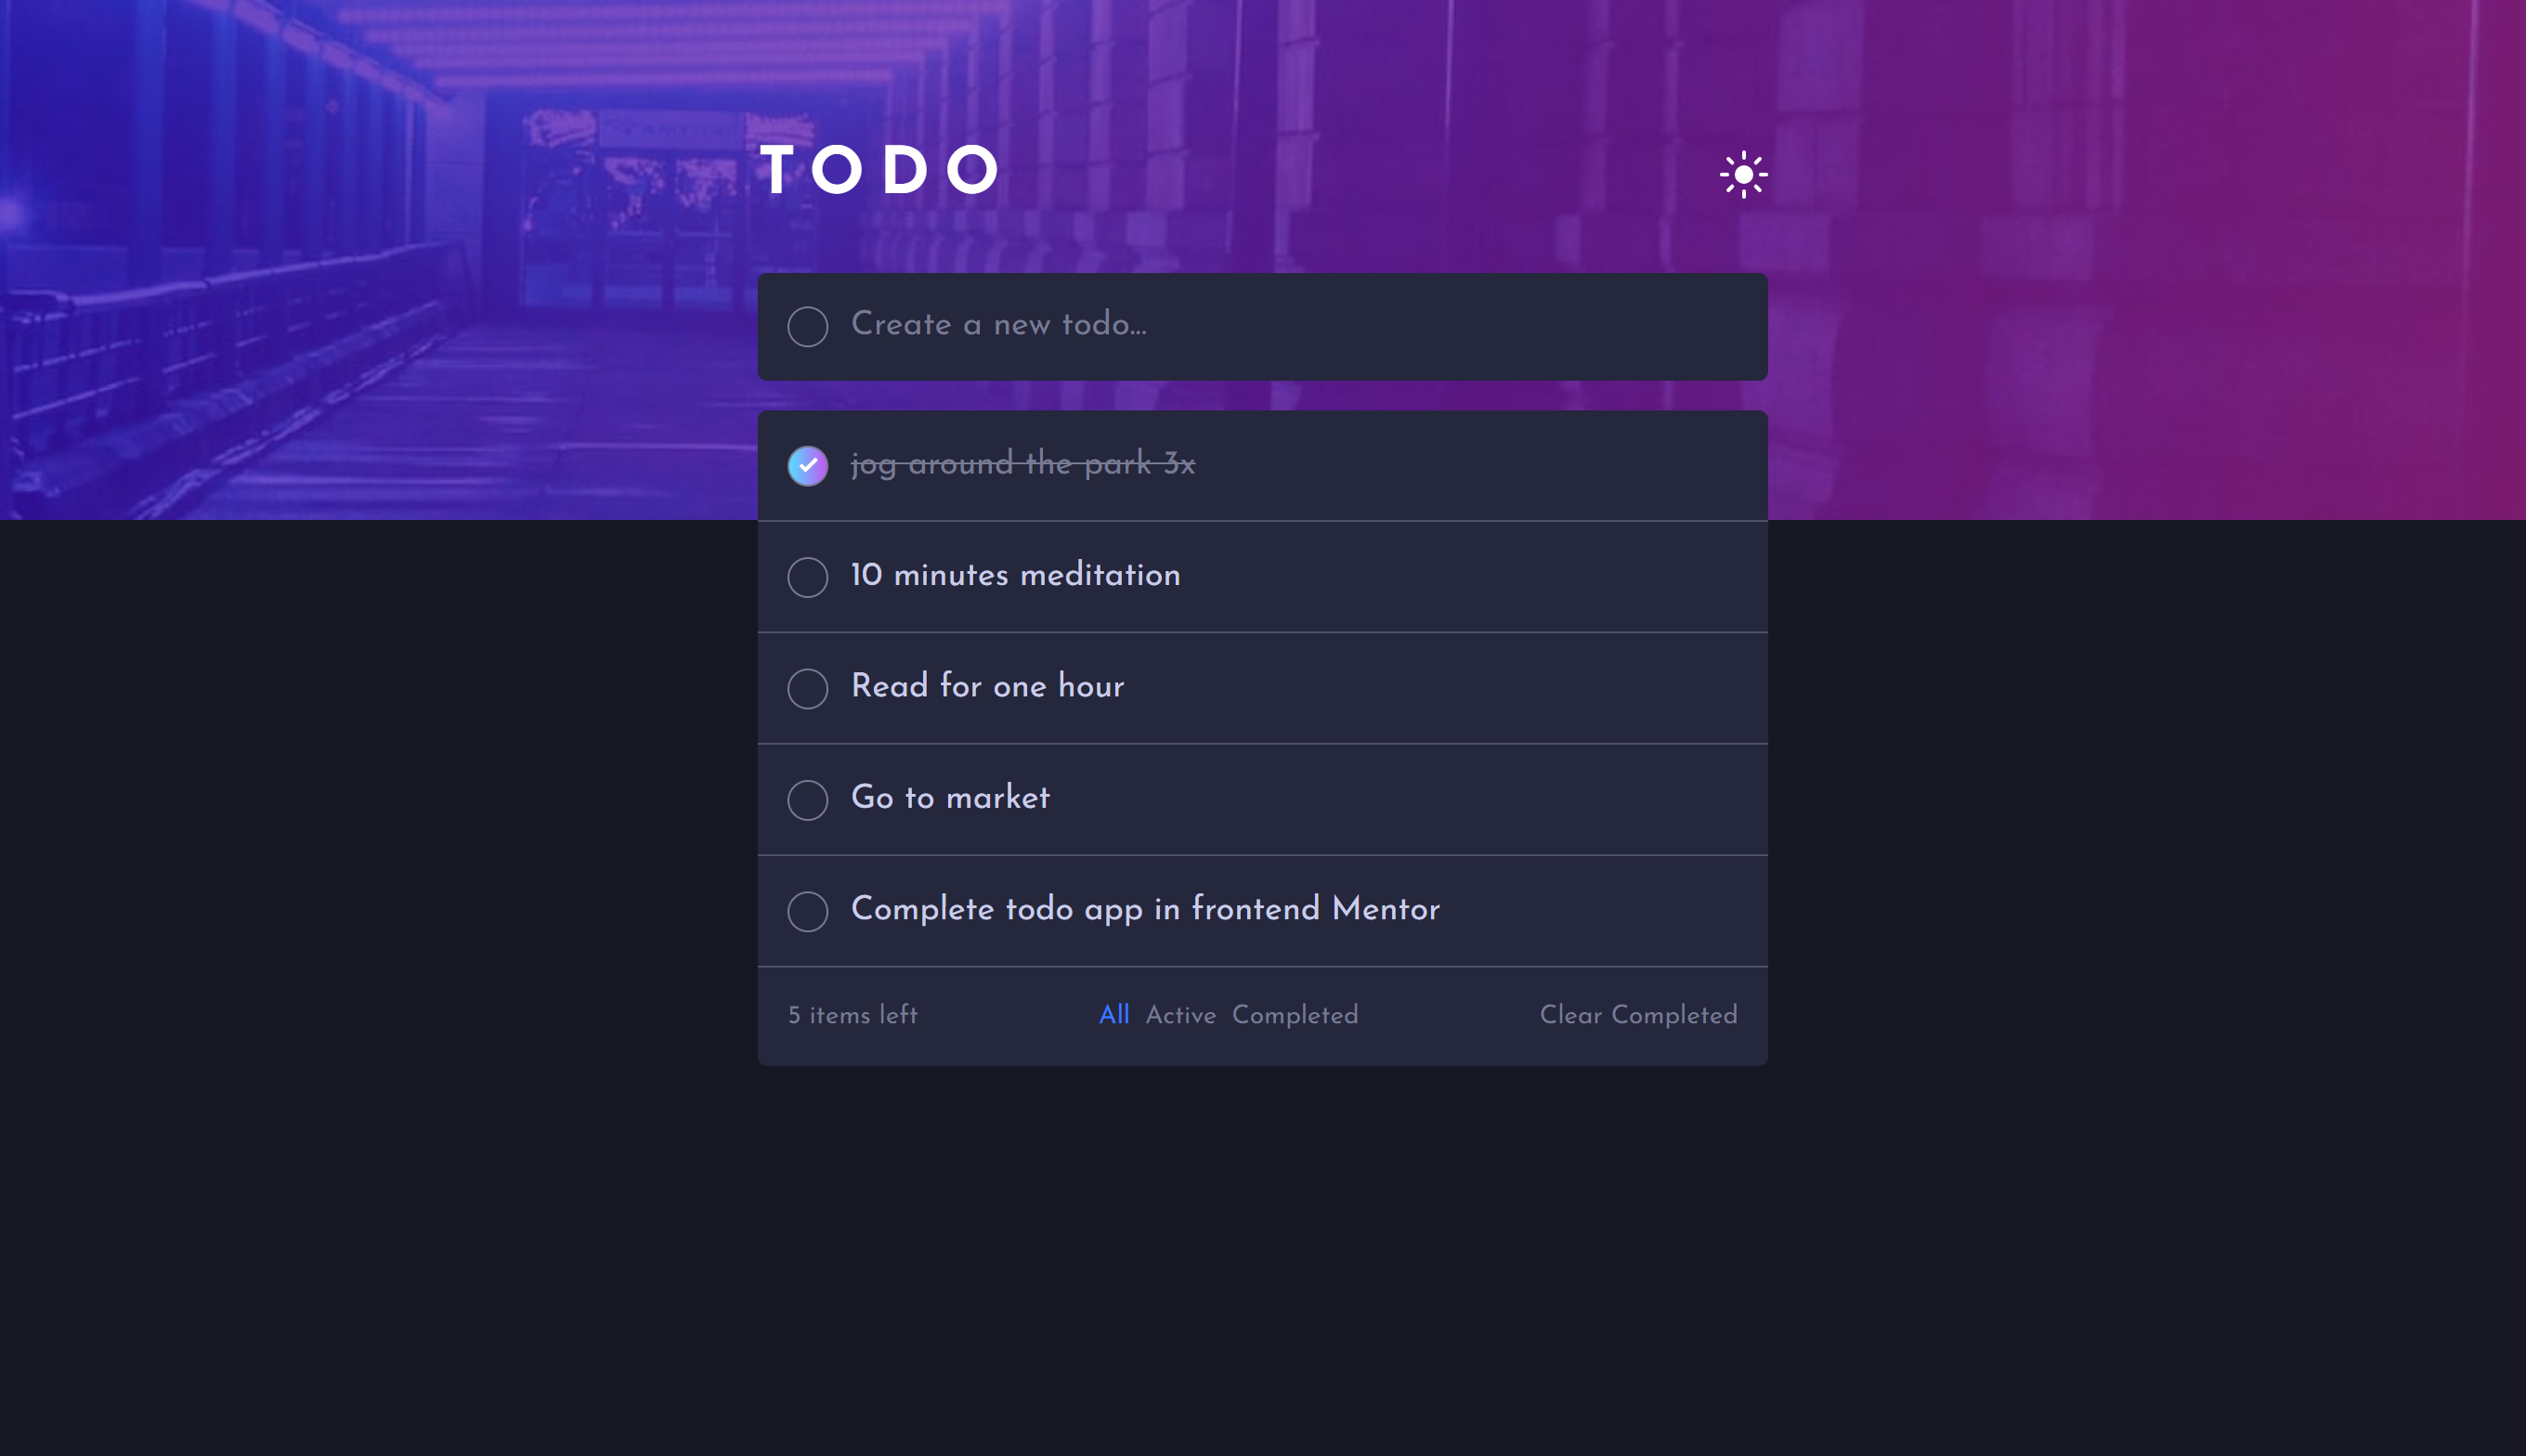 TODO
Create a new todo...
jog around the park 3x
10 minutes meditation
Read for one hour
Go to market
Complete todo app in frontend Mentor
5 items left All Active Completed Clear Completed